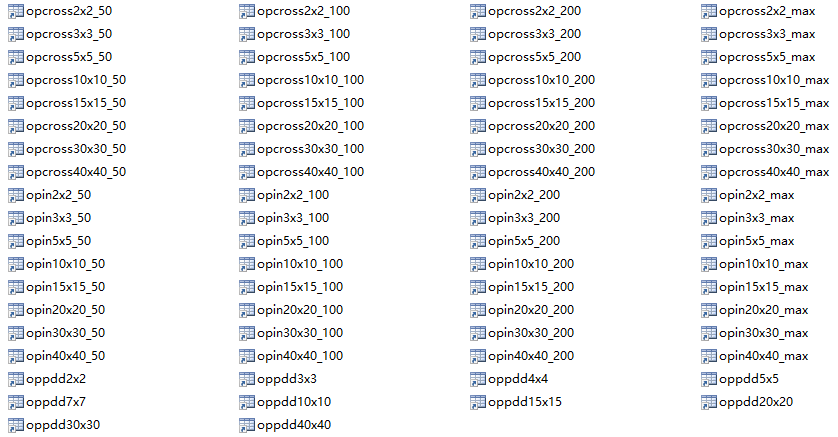 opcross2x2_50 opcross2x2_100 opcross2x2_200 opcross2x2_max
opcross3x3_50 opcross3x3_100 opcross3x3_200 opcross3x3_max
opcross5x5_50 opcross5x5_100 opcross5x5_200 opcross5x5_max
opcross10x10_50 opcross10x10_100 opcross10x10_200 opcross10x10_max
opcross15x15_50 opcross15x15_100 opcross15x15_200 opcross15x15_max
opcross20x20_50 opcross20x20_100 opcross20x20_200 opcross20x20_max
opcross30x30_50 opcross30x30_100 opcross30x30_200 opcross30x30_max
opcross40x40_50 opcross40x40_100 opcross40x40_200 opcross40x40_max
opin2x2_50 opin2x2_100 opin2x2_200 opin2x2_max
opin3x3_50 opin3x3_100 opin3x3_200 opin3x3_max
opin5x5_50 opin5x5_100 opin5x5_200 opin5x5_max
opin10x10_50 opin10x10_100 opin10x10_200 opin10x10_max
opin15x15_50 opin15x15_100 opin15x15_200 opin15x15_max
opin20x20_50 opin20x20_100 opin20x20_200 opin20x20_max
opin30x30_50 opin30x30_100 opin30x30_200 opin30x30_max
opin40x40_50 opin40x40_100 opin40x40_200 opin40x40_max
oppdd2x2 oppdd3x3 oppdd4x4 oppdd5x5
oppdd7x7 oppdd10x10 oppdd15x15 oppdd20x20
oppdd30x30 oppdd40x40